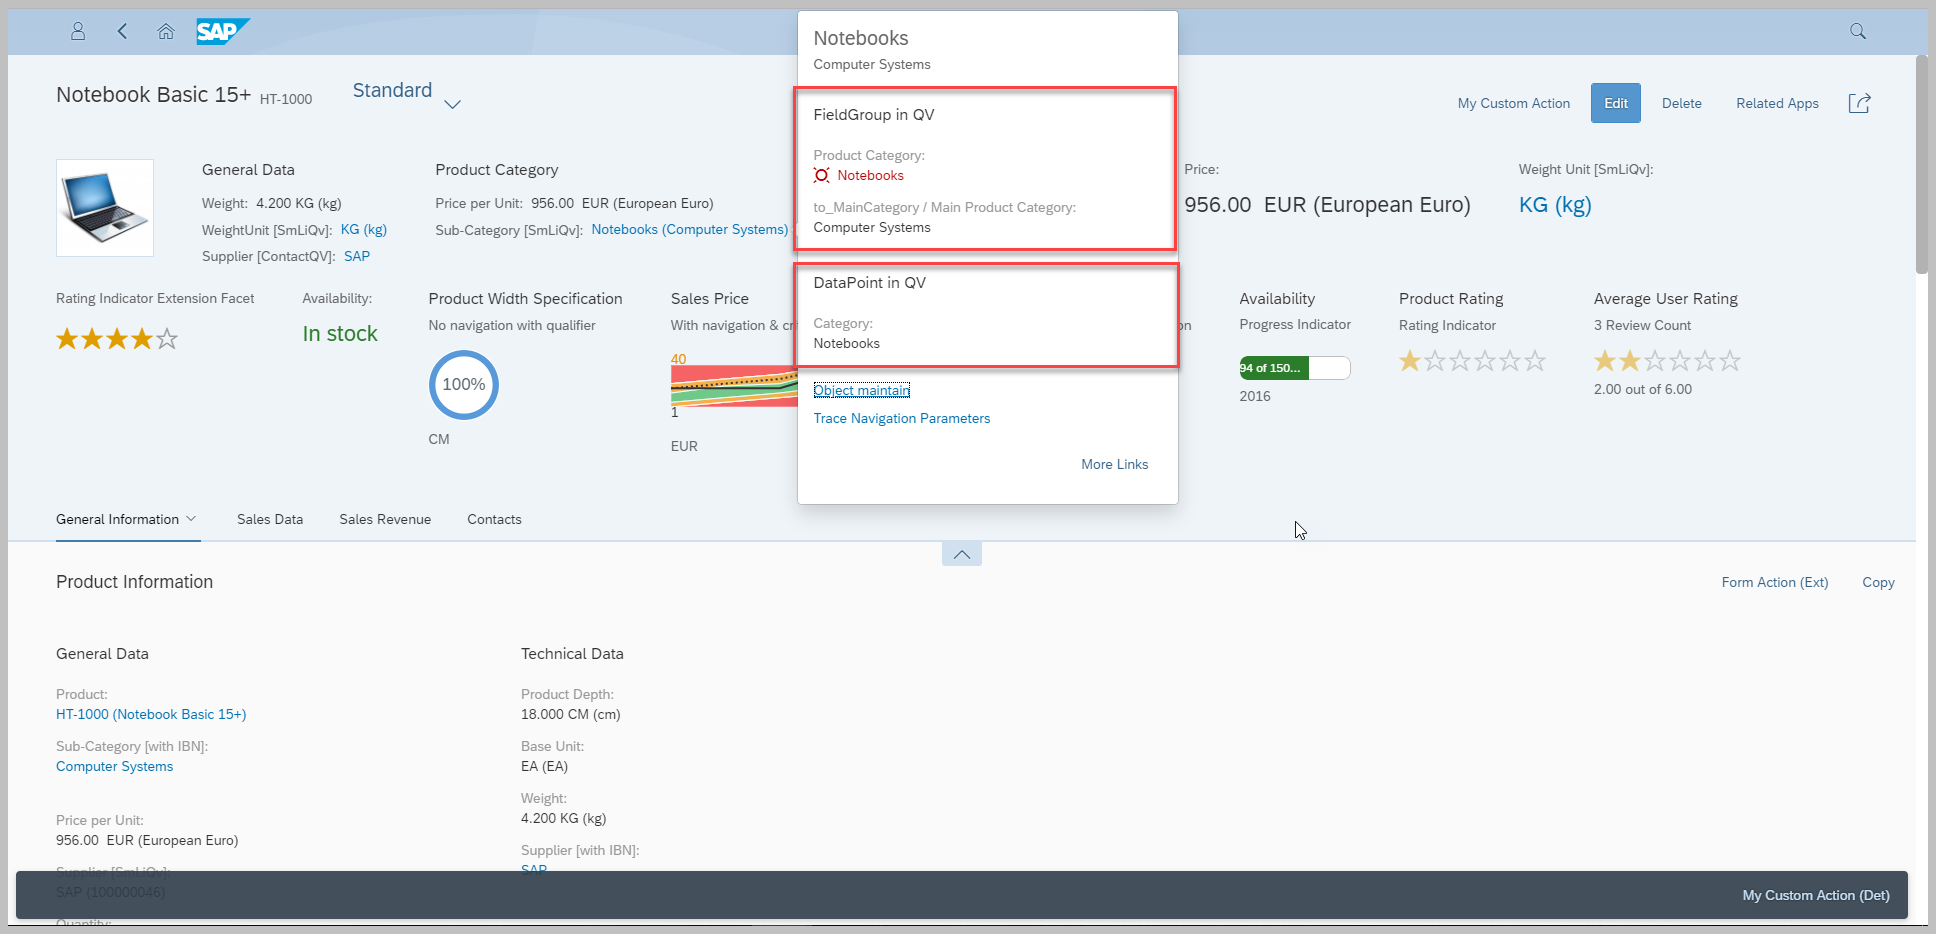 SAP
Notebook Basic 15+ HT-1000
Standard
My Custom Action
Edit
Delete
Related Apps
General Data
Weight: 4.200 KG (kg)
WeightUnit [SmLiQv]: KG (kg)
Supplier [ContactQV]: SAP
Product Category
Price per Unit: 956.00 EUR (European Euro)
Sub-Category [SmLiQv]: Notebooks (Computer Systems)
Price:
956.00 EUR (European Euro)
Weight Unit [SmLiQv]:
KG (kg)
Notebooks
Computer Systems
FieldGroup in QV
Product Category:
Notebooks
to_MainCategory / Main Product Category:
Computer Systems
DataPoint in QV
Category:
Notebooks
Object maintain
Trace Navigation Parameters
More Links
Rating Indicator Extension Facet
Availability:
In stock
Product Width Specification
No navigation with qualifier
100%
CM
Sales Price
With navigation & cr
40
1
EUR
on
Availability
Progress Indicator
94 of 150...
2016
Product Rating
Rating Indicator
Average User Rating
3 Review Count
2.00 out of 6.00
General Information
Sales Data
Sales Revenue
Contacts
Product Information
Form Action (Ext)
Copy
General Data
Product:
HT-1000 (Notebook Basic 15+)
Sub-Category [with IBN]:
Computer Systems
Price per Unit:
956.00 EUR (European Euro)
Supplier [SmLiQv]:
SAP (100000046)
Quantity:
Technical Data
Product Depth:
18.000 CM (cm)
Base Unit:
EA (EA)
Weight:
4.200 KG (kg)
Supplier [with IBN]:
SAP
My Custom Action (Det)